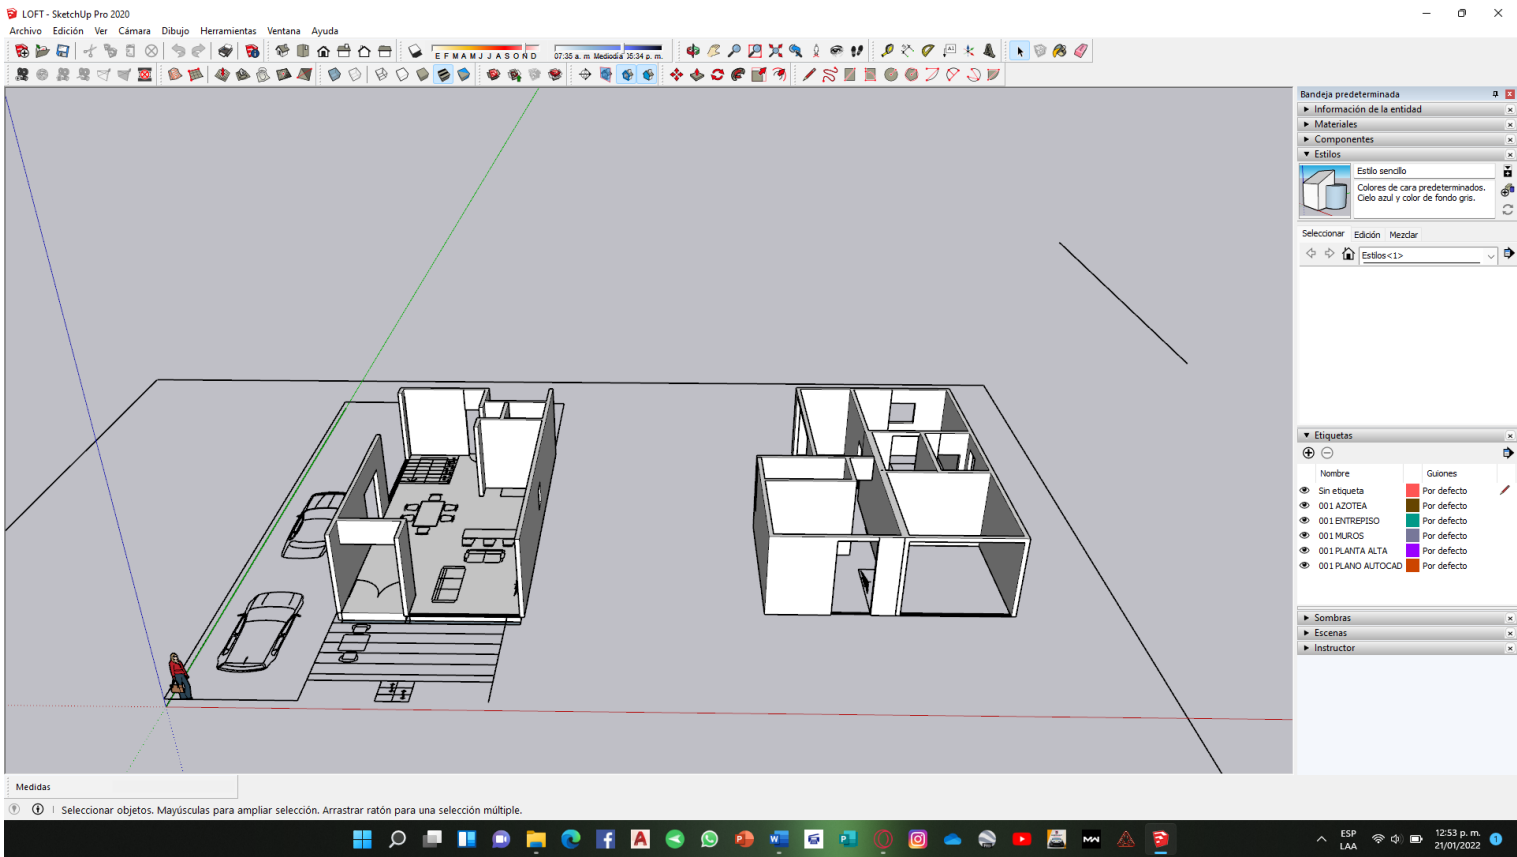 LOFT - SketchUp Pro 2020
Archivo Edición Ver Cámara Dibujo Herramientas Ventana Ayuda
E F M A M J J A S O N D
07:35 a. m. Mediodía 05:34 p. m.
Bandeja predeterminada
Información de la entidad
Materiales
Componentes
Estilos
Estilo sencillo
Colores de cara predeterminados.
Cielo azul y color de fondo gris.
Seleccionar Edición Mezclar
Estilos<1>
Etiquetas
Nombre Guiones
Sin etiqueta Por defecto
001 AZOTEA Por defecto
001 ENTREPISO Por defecto
001 MUROS Por defecto
001 PLANTA ALTA Por defecto
001 PLANO AUTOCAD Por defecto
Sombras
Escenas
Instructor
Medidas
Seleccionar objetos. Mayúsculas para ampliar selección. Arrastrar ratón para una selección múltiple.
ESP
LAA
12:53 p. m.
21/01/2022
1